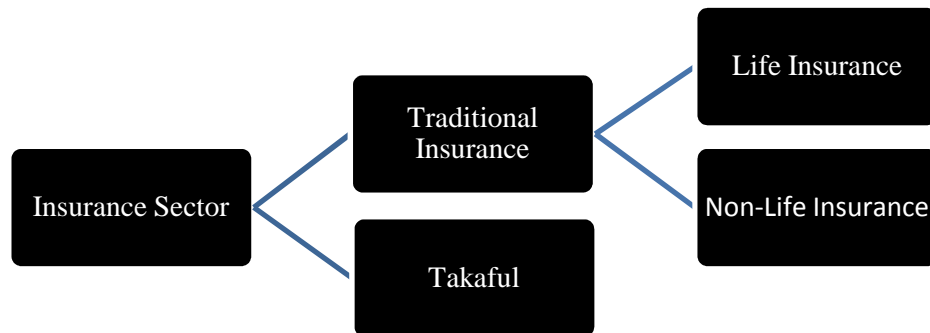 Insurance Sector
Traditional
Insurance
Takaful
Life Insurance
Non-Life Insurance